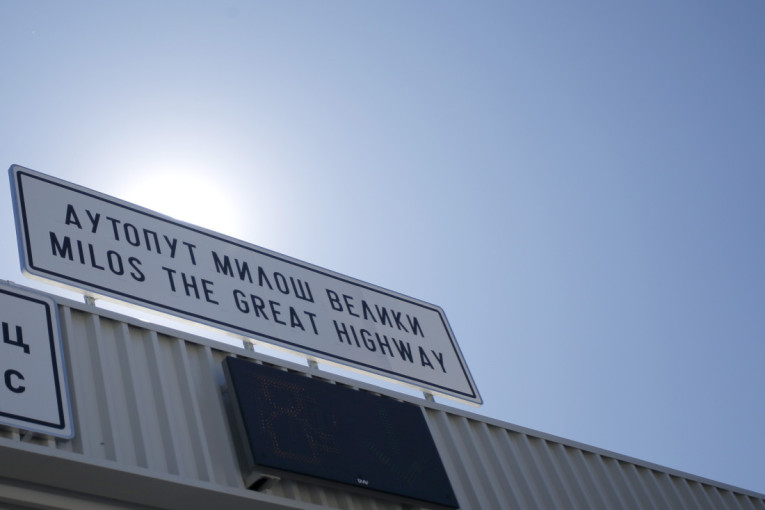 АУТОПУТ МИЛОШ ВЕЛИКИ
MILOS THE GREAT HIGHWAY
Ц
C